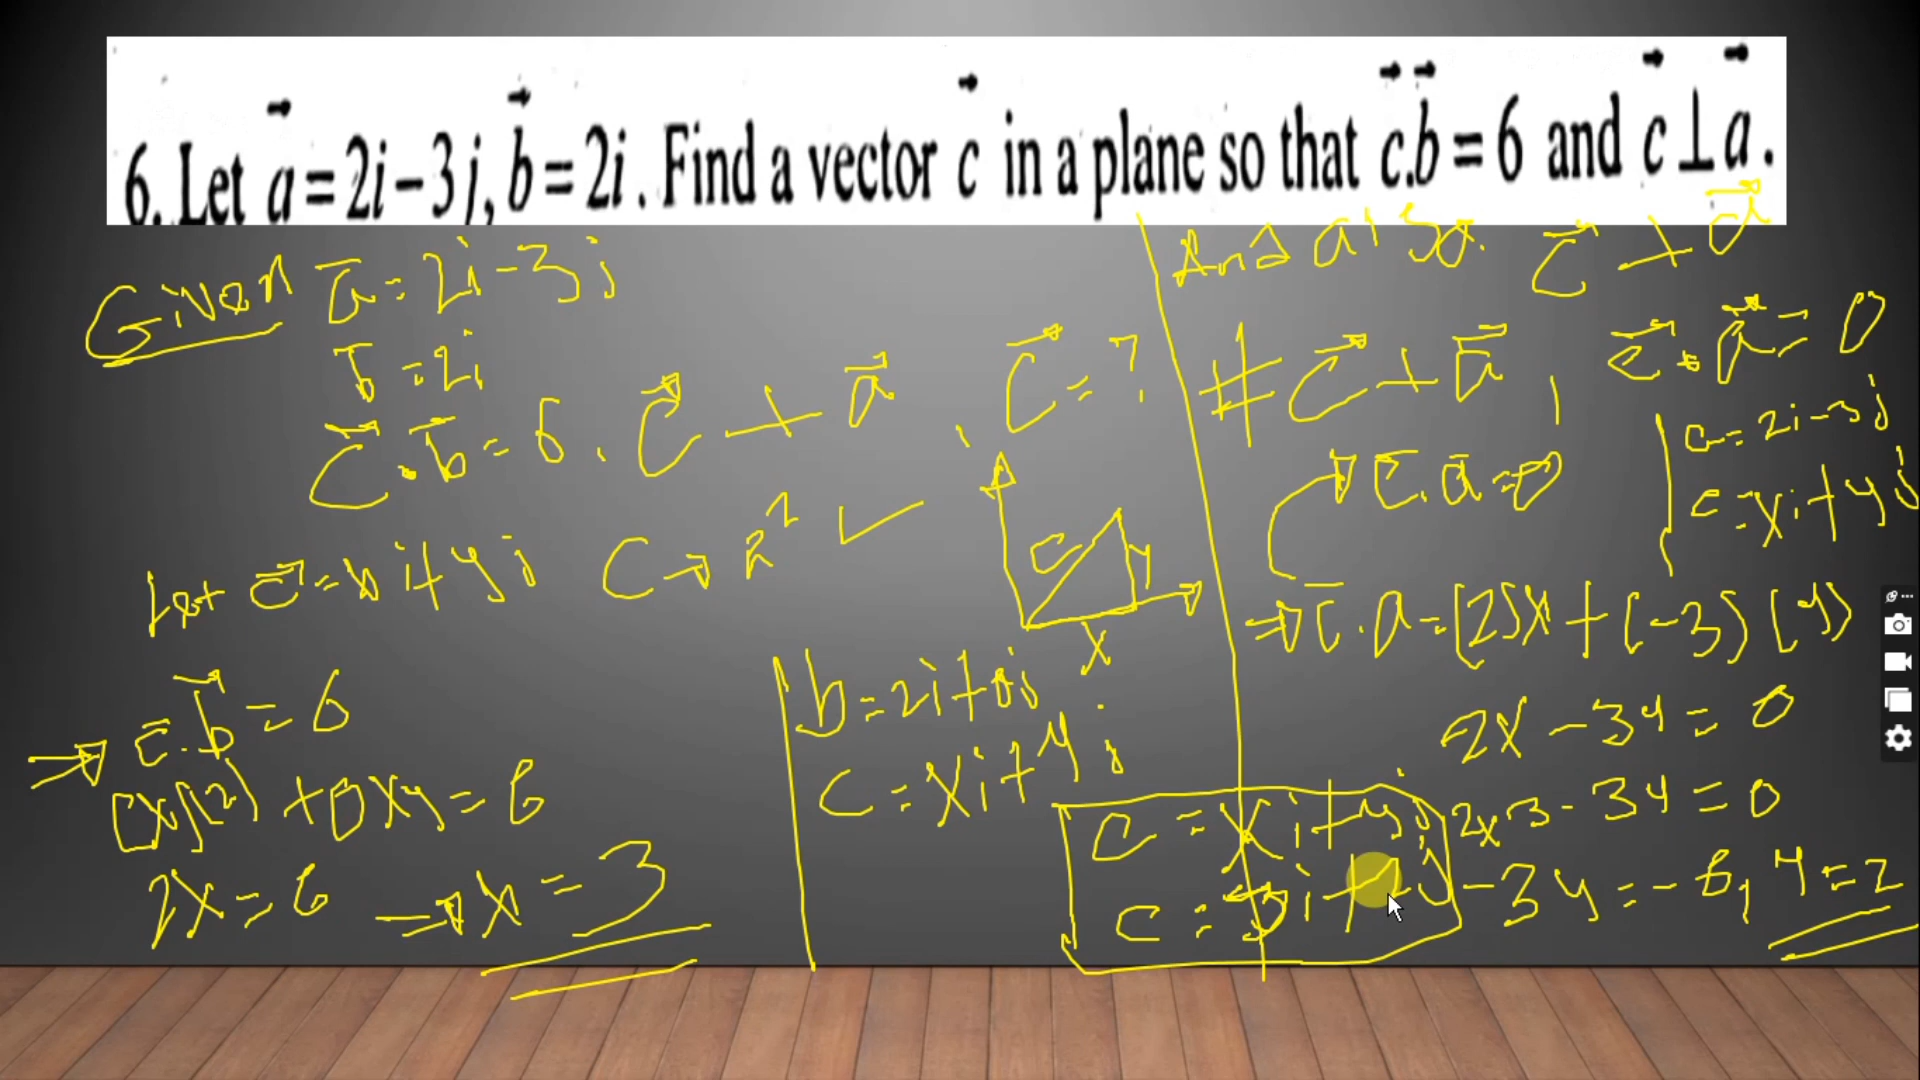 6. Let a = 2i − 3j, b = 2i. Find a vector c in a plane so that c.b = 6 and c ⊥ a.
Given a = 2i - 3j
b = 2i
c . b = 6 . c ⊥ a , c = ?
Let c = xi + yj C → R² ✓
c
y
x
⇒ c . b = 6
(x)(2) + 0xy = 6
2x = 6 → x = 3
b = 2i + 0j
c = xi + yj
And also. c ⊥ a
# c ⊥ a , c . a = 0
c . a = 0
a = 2i - 3j
c = xi + yj
⇒ c . a = (2)x + (-3)(y)
2x - 3y = 0
2x3 - 3y = 0
-3y = -6, y = 2
c = xi + yj
c = 3i + 2j